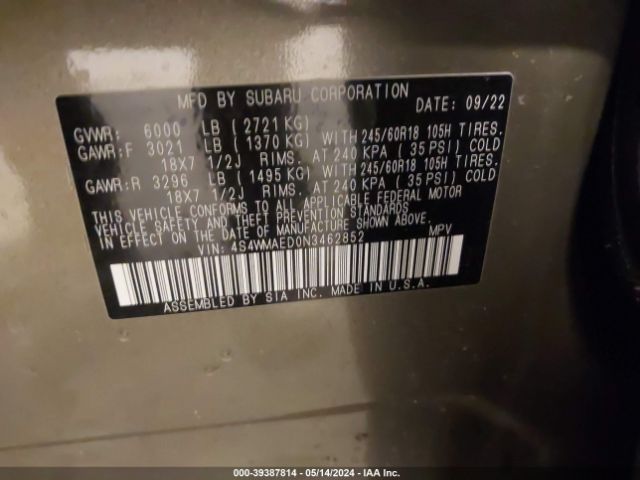 MFD BY SUBARU CORPORATION DATE: 09/22
GVWR: 6000 LB ( 2721 KG)
GAWR:F 3021 LB ( 1370 KG) WITH 245/60R18 105H TIRES.
18X7 1/2J RIMS. AT 240 KPA ( 35 PSI) COLD
GAWR:R 3296 LB ( 1495 KG) WITH 245/60R18 105H TIRES.
18X7 1/2J RIMS. AT 240 KPA ( 35 PSI) COLD
THIS VEHICLE CONFORMS TO ALL APPLICABLE FEDERAL MOTOR
VEHICLE SAFETY AND THEFT PREVENTION STANDARDS
IN EFFECT ON THE DATE OF MANUFACTURE SHOWN ABOVE.
VIN: 4S4WMAED0N3462852 MPV
ASSEMBLED BY SIA INC. MADE IN U.S.A.
000-39387814 - 05/14/2024 - IAA Inc.